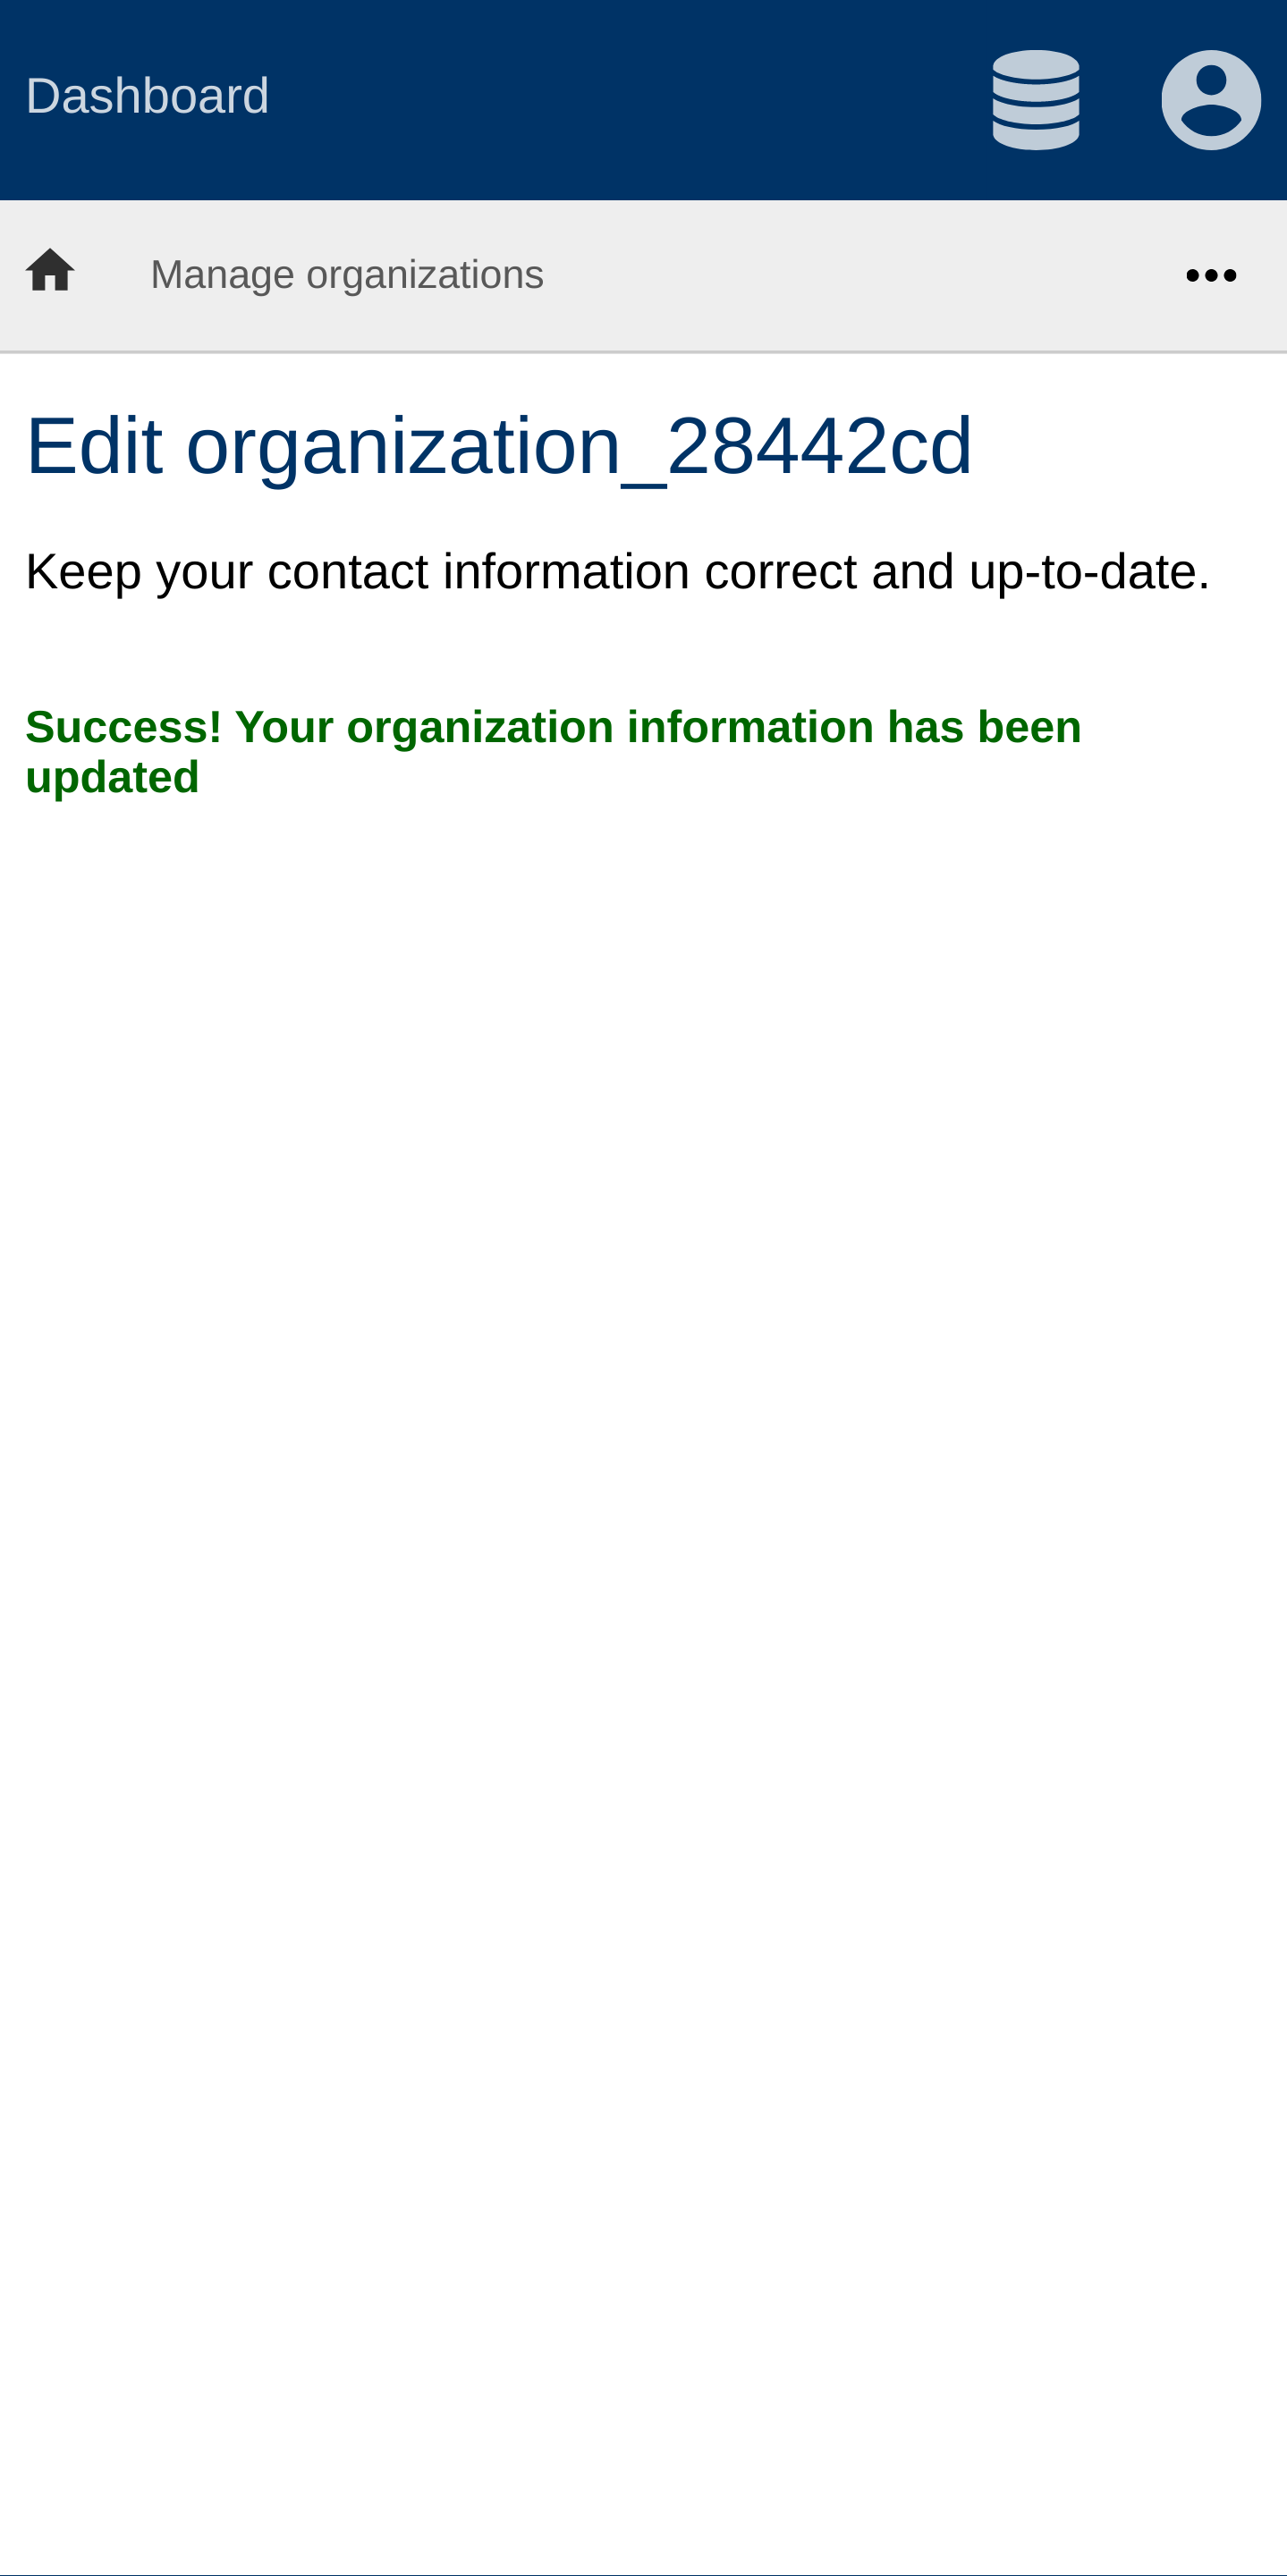 Dashboard
Manage organizations
Edit organization_28442cd
Keep your contact information correct and up-to-date.
Success! Your organization information has been
updated